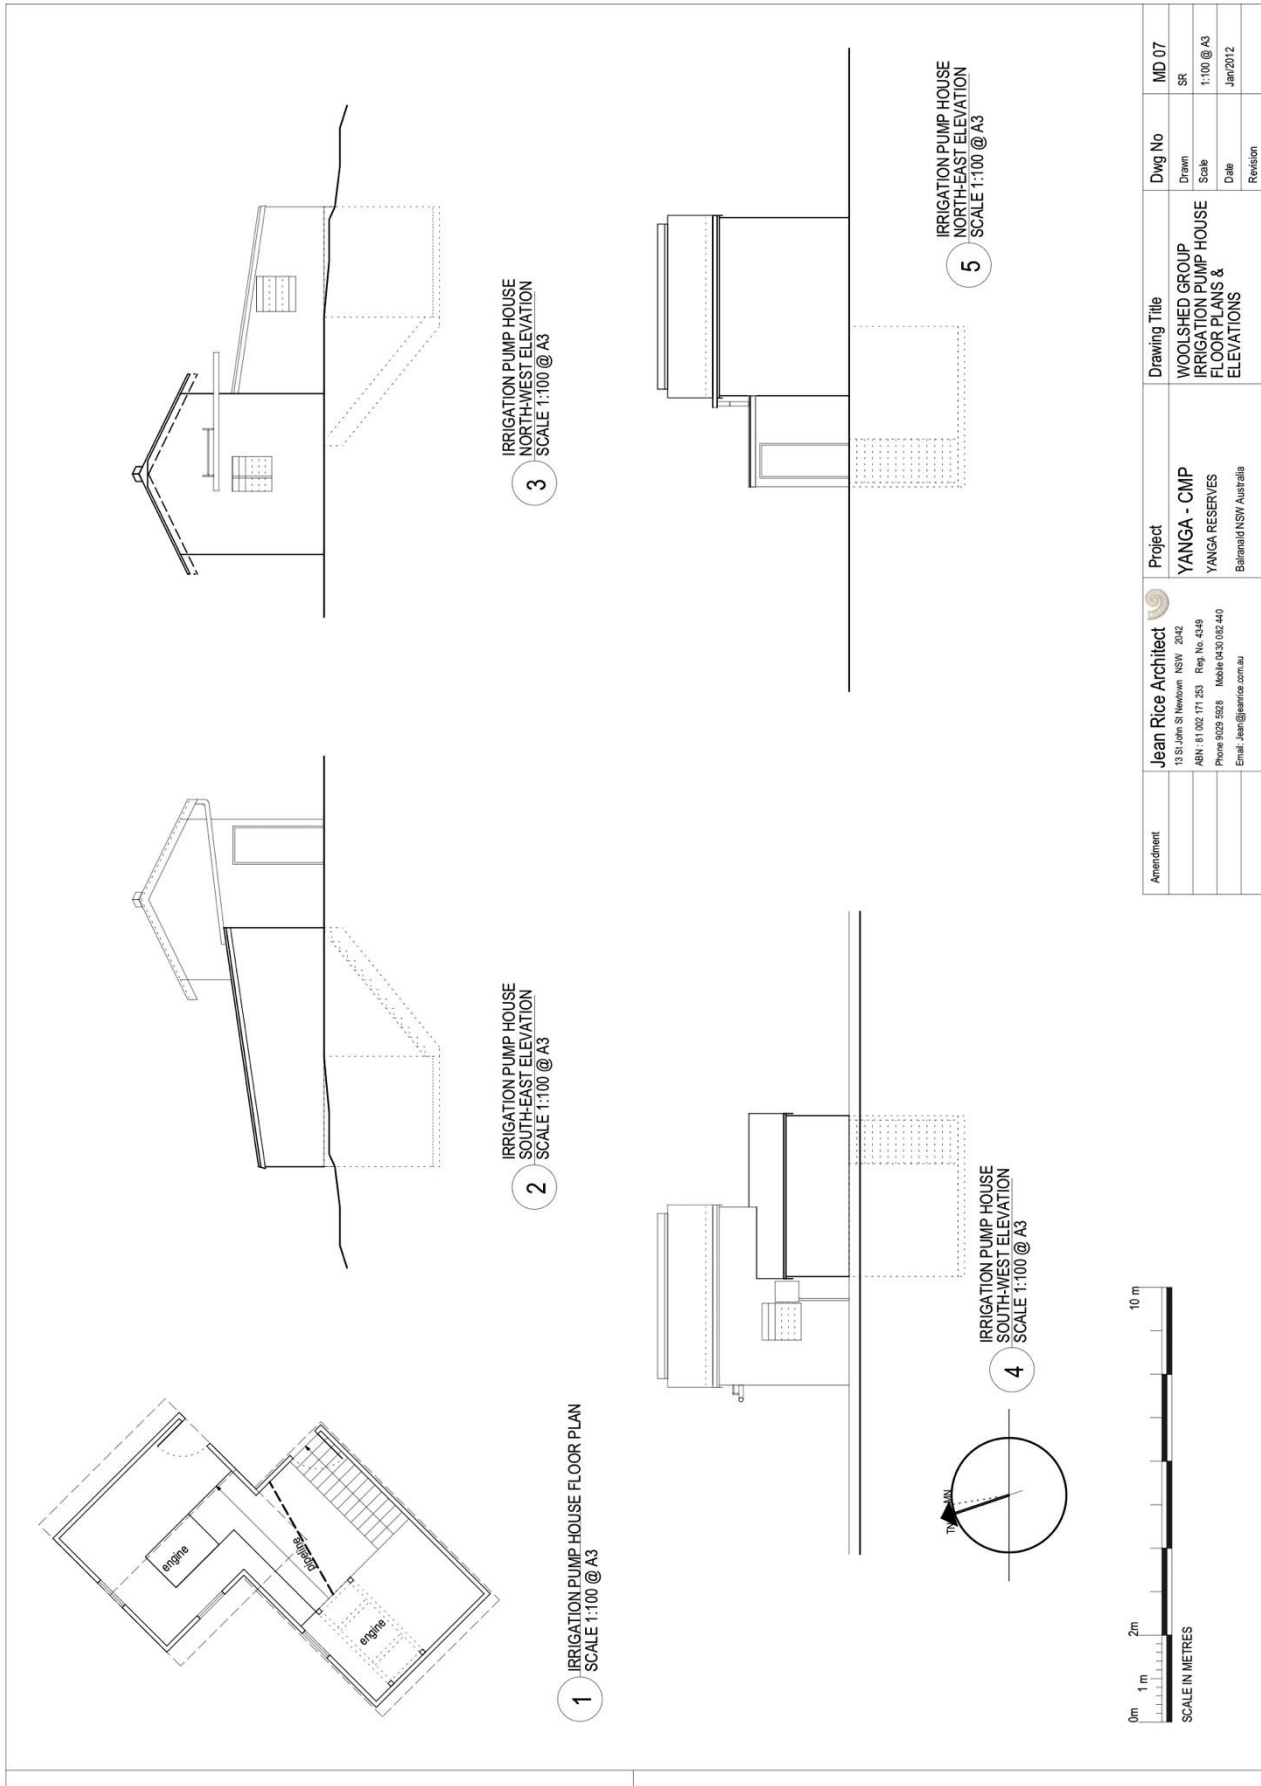 engine
pipeline
engine
1
IRRIGATION PUMP HOUSE FLOOR PLAN
SCALE 1:100 @ A3
2
IRRIGATION PUMP HOUSE
SOUTH-EAST ELEVATION
SCALE 1:100 @ A3
3
IRRIGATION PUMP HOUSE
NORTH-WEST ELEVATION
SCALE 1:100 @ A3
4
IRRIGATION PUMP HOUSE
SOUTH-WEST ELEVATION
SCALE 1:100 @ A3
5
IRRIGATION PUMP HOUSE
NORTH-EAST ELEVATION
SCALE 1:100 @ A3
TN MN
0m 1 m 2m 10 m
SCALE IN METRES
Amendment
Jean Rice Architect
13 St John St Newtown NSW 2042
ABN : 81 002 171 253 Reg. No. 4349
Phone 9029 5928 Mobile 0430 082 440
Email: Jean@jeanrice.com.au
Project
YANGA - CMP
YANGA RESERVES
Balranald NSW Australia
Drawing Title
WOOLSHED GROUP
IRRIGATION PUMP HOUSE
FLOOR PLANS &
ELEVATIONS
Dwg No MD 07
Drawn SR
Scale 1:100 @ A3
Date Jan/2012
Revision